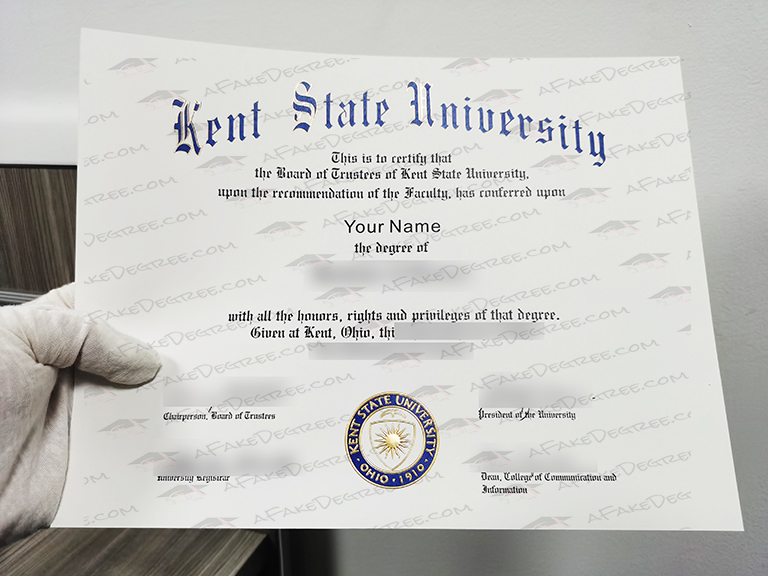 Kent State University
This is to certify that
the Board of Trustees of Kent State University,
upon the recommendation of the Faculty, has conferred upon
Your Name
the degree of
with all the honors, rights and privileges of that degree.
Given at Kent, Ohio, thi
Chairperson, Board of Trustees
President of the University
KENT STATE UNIVERSITY
OHIO · 1910
University Registrar
Dean, College of Communication and
Information
AFAKEDEGREE.COM